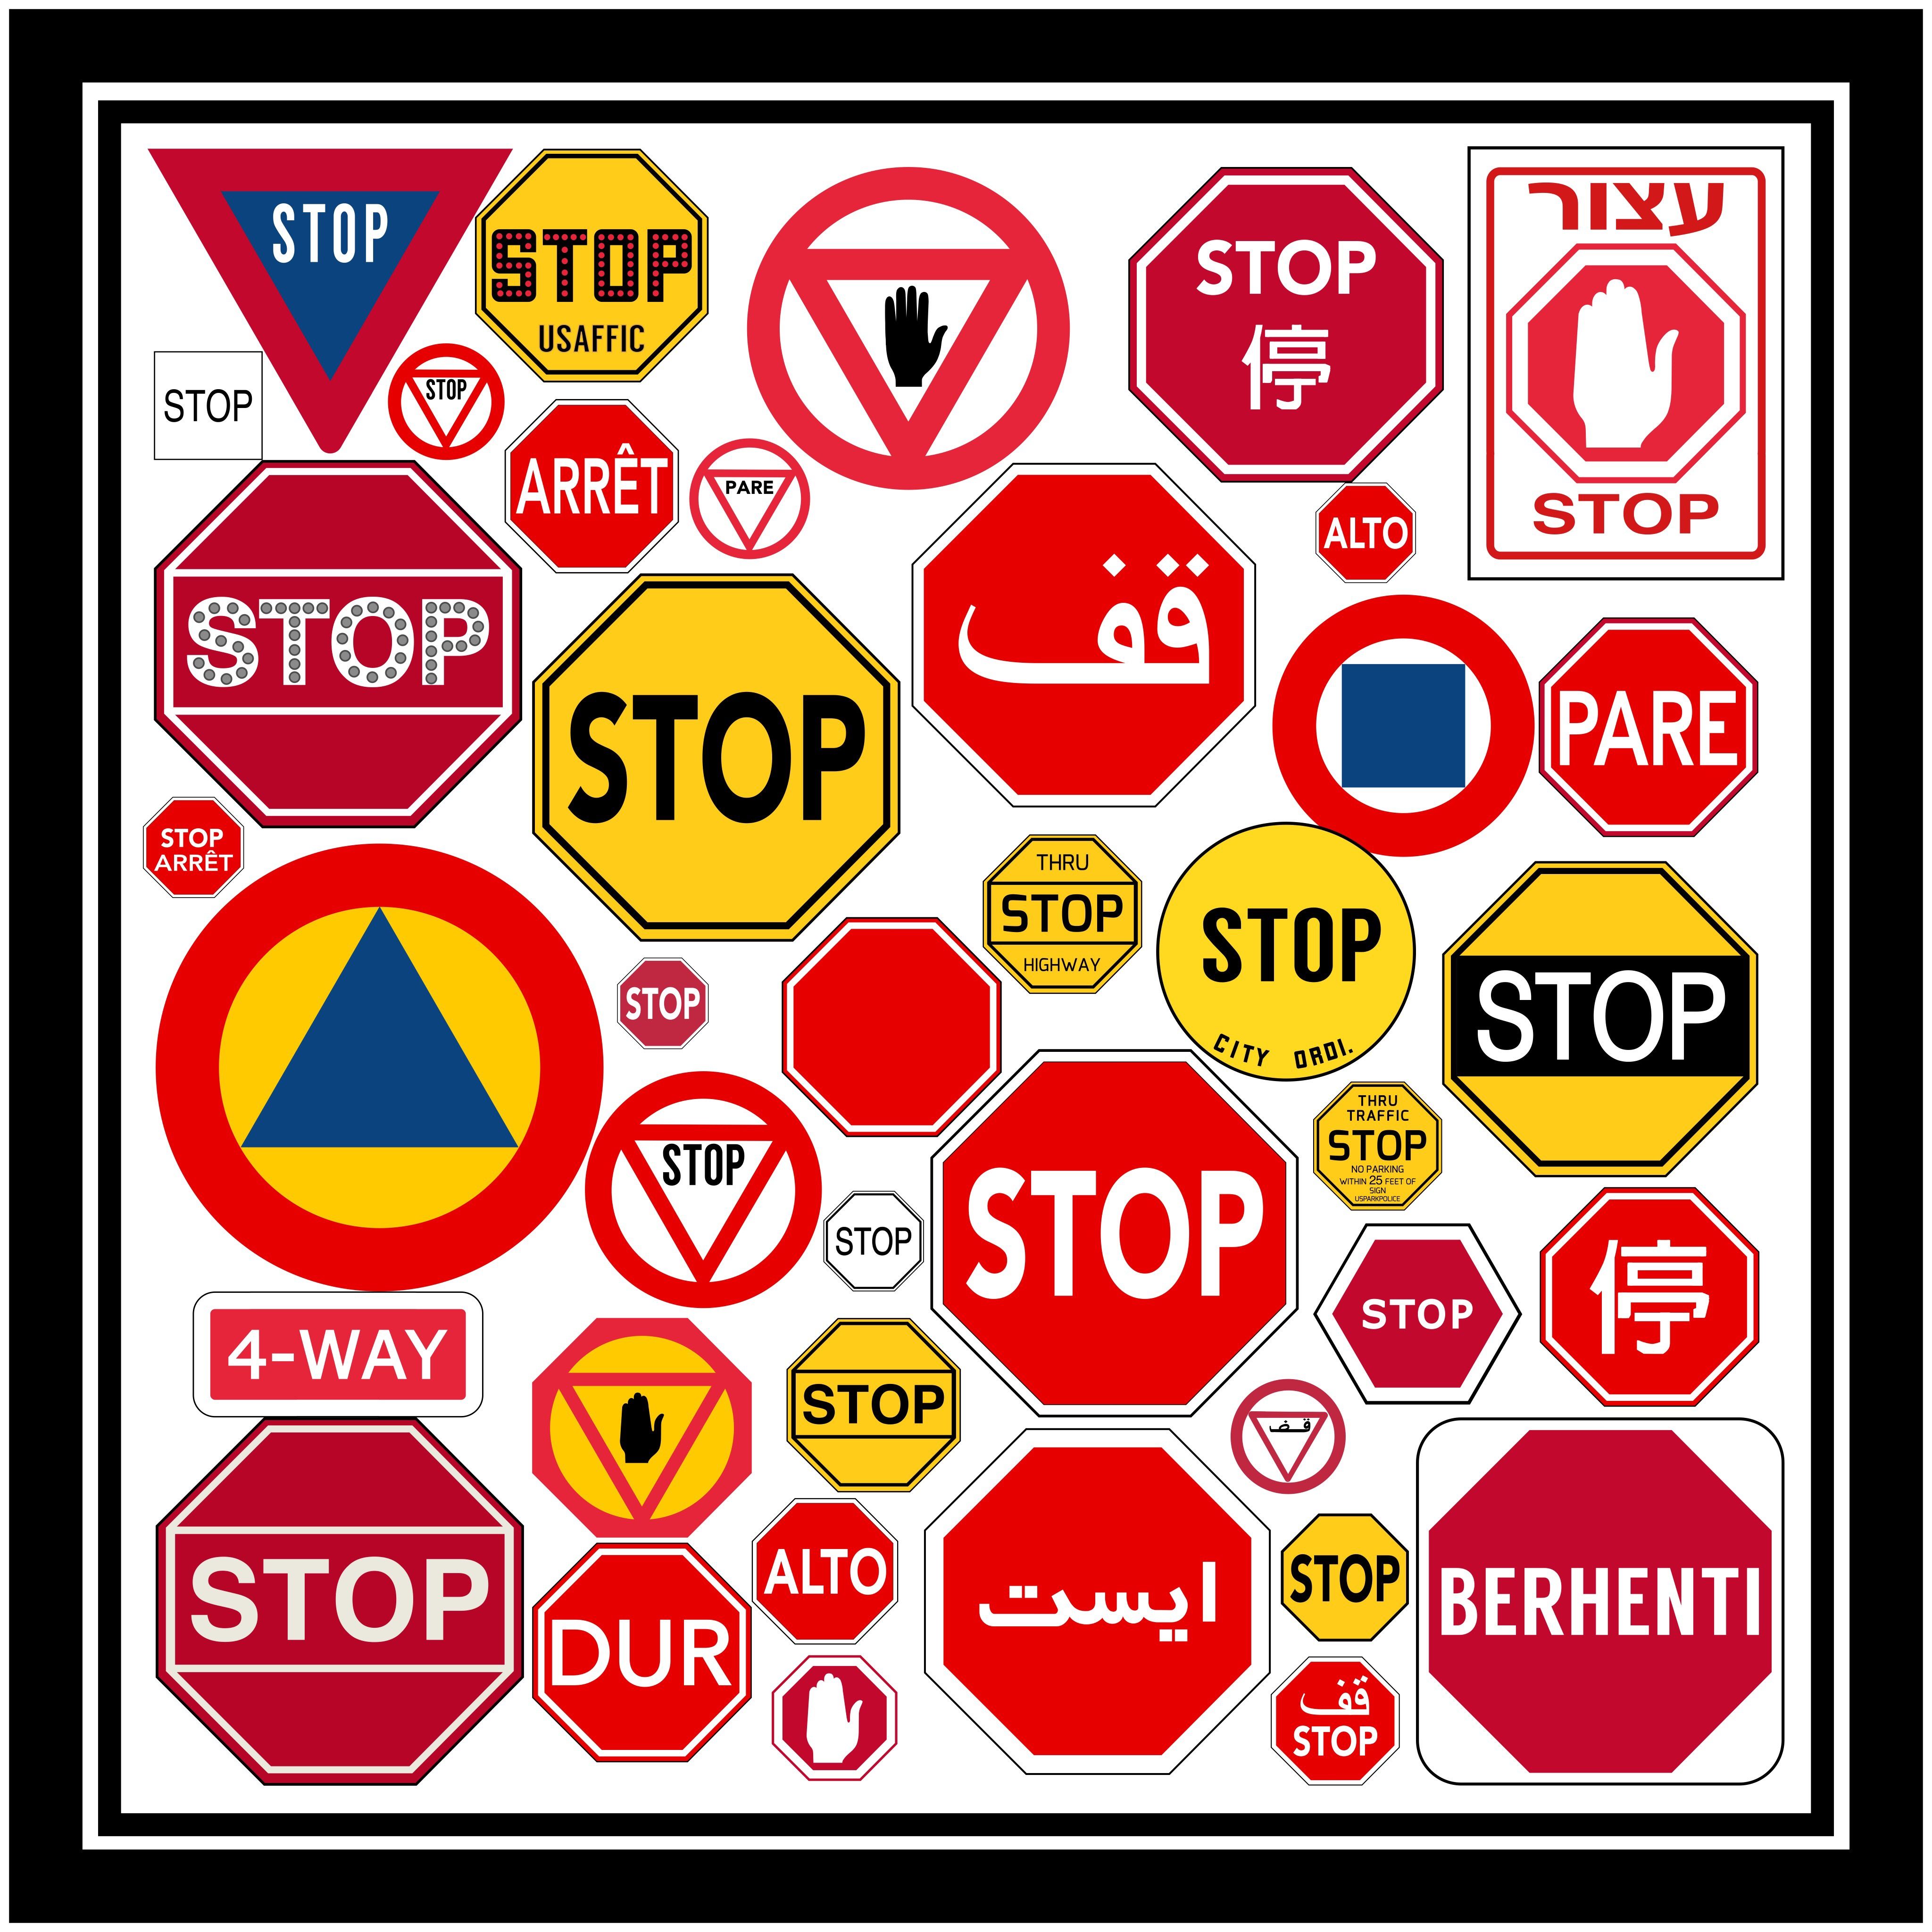 STOP
STOP
USAFFIC
STOP
停
עצור
STOP
STOP
STOP
ARRÊT
PARE
ALTO
STOP
STOP
قف
PARE
STOP
ARRÊT
THRU
STOP
HIGHWAY
STOP
CITY ORDI.
STOP
STOP
STOP
STOP
STOP
THRU
TRAFFIC
STOP
NO PARKING
WITHIN 25 FEET OF
SIGN
USPARKPOLICE
STOP
停
4-WAY
STOP
قف
STOP
DUR
ALTO
ایست
STOP
BERHENTI
قف
STOP